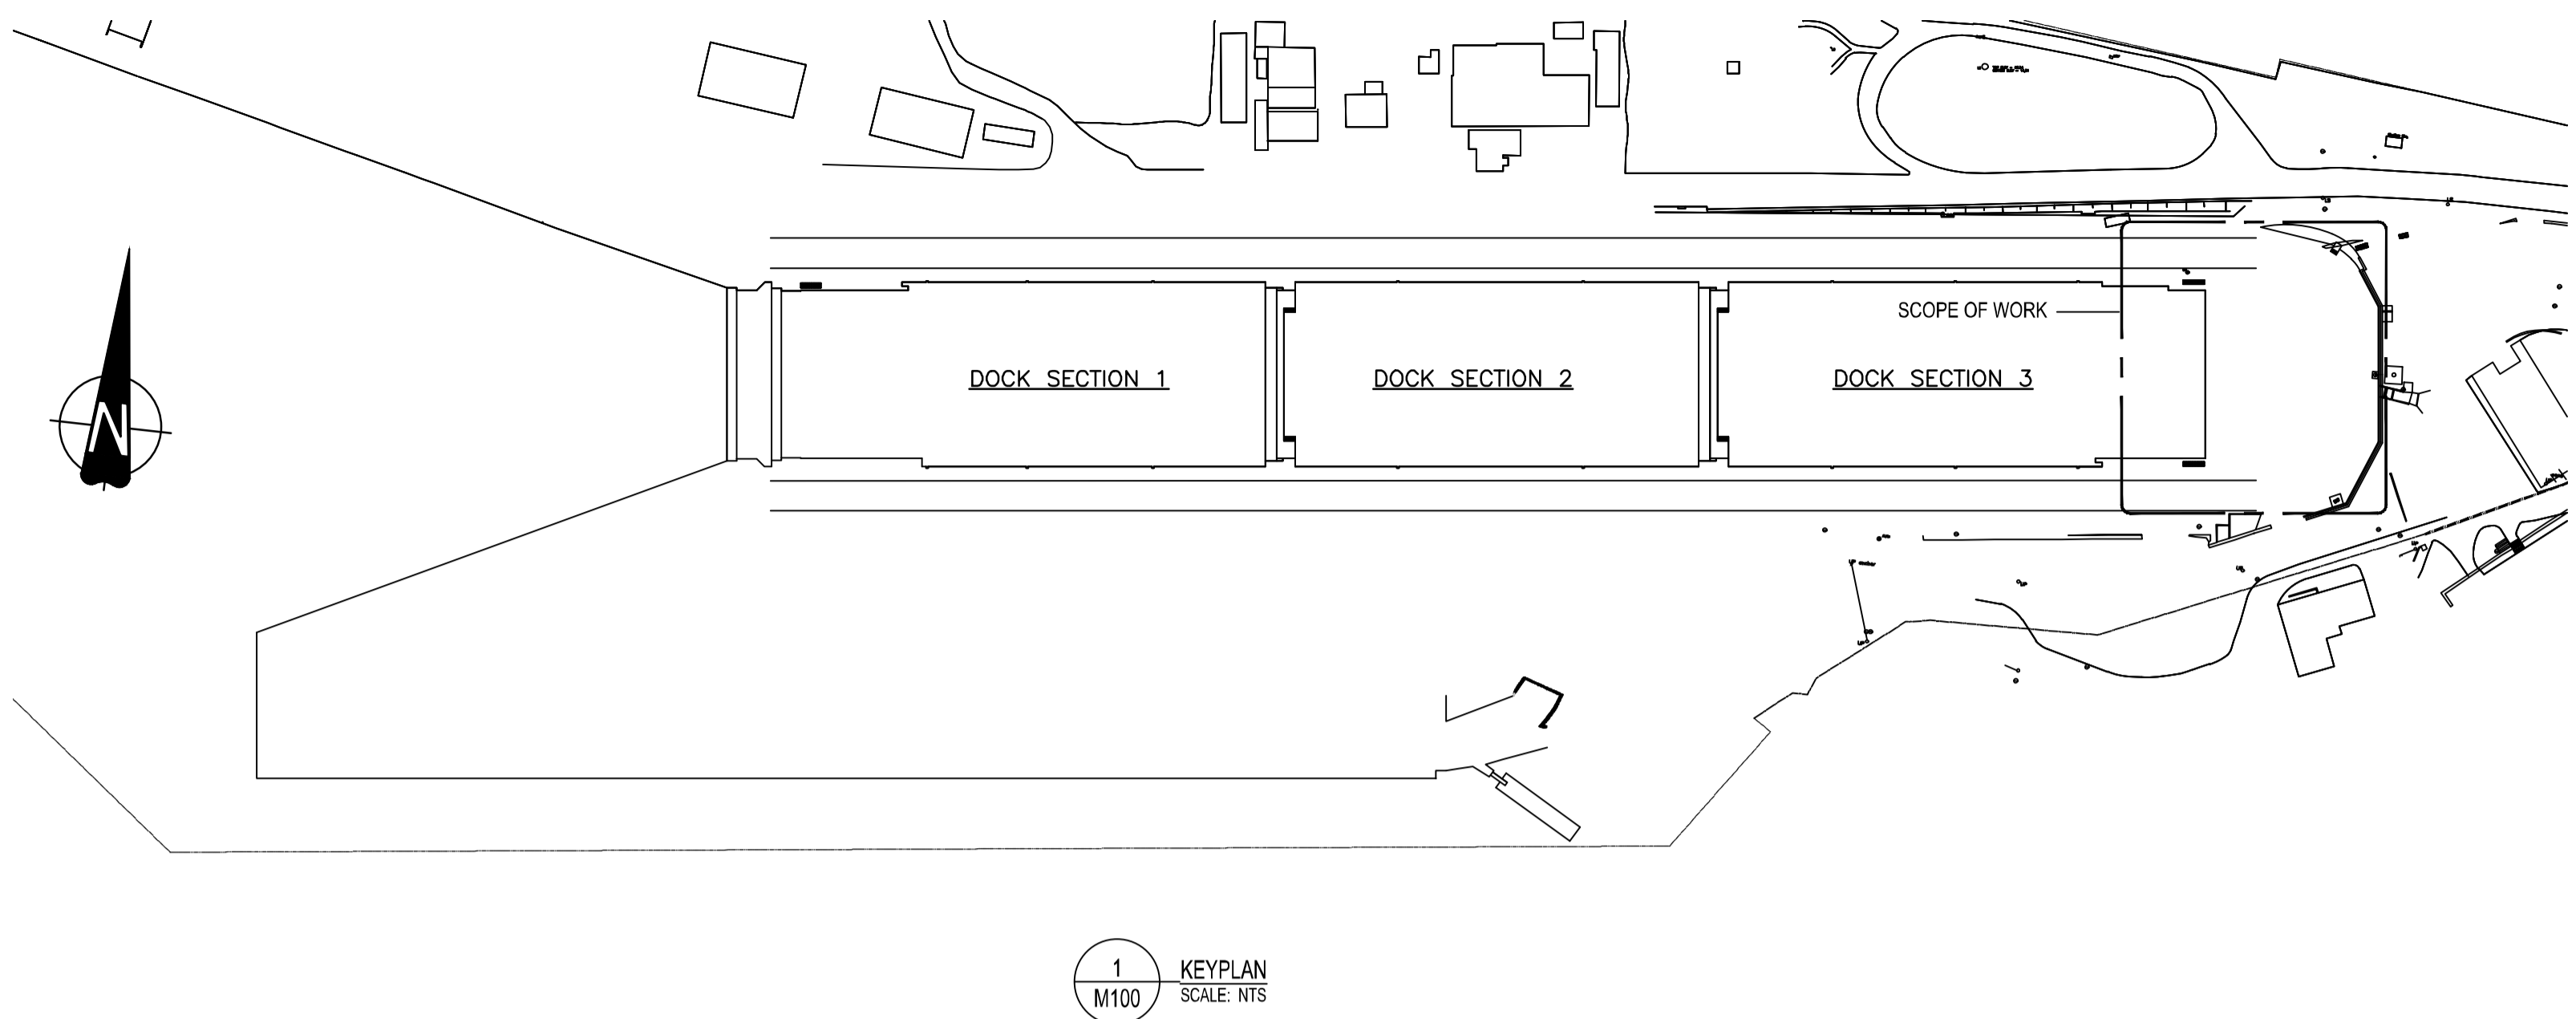 SCOPE OF WORK
DOCK SECTION 1
DOCK SECTION 2
DOCK SECTION 3
N
1
M100
KEYPLAN
SCALE: NTS